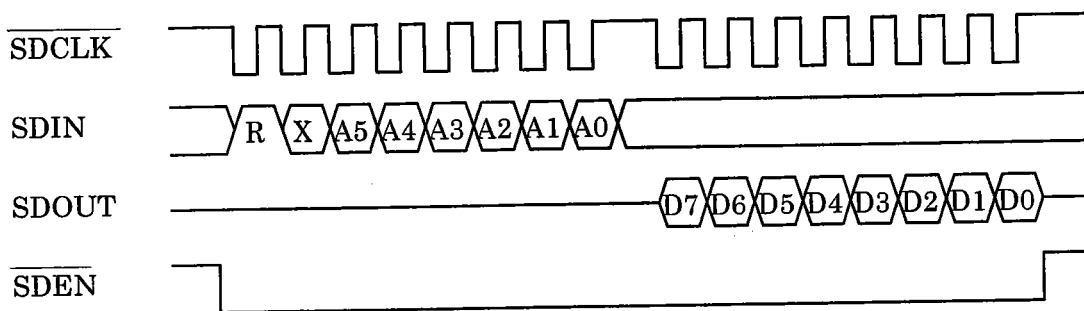 SDCLK
SDIN R X A5 A4 A3 A2 A1 A0
SDOUT D7 D6 D5 D4 D3 D2 D1 D0
SDEN